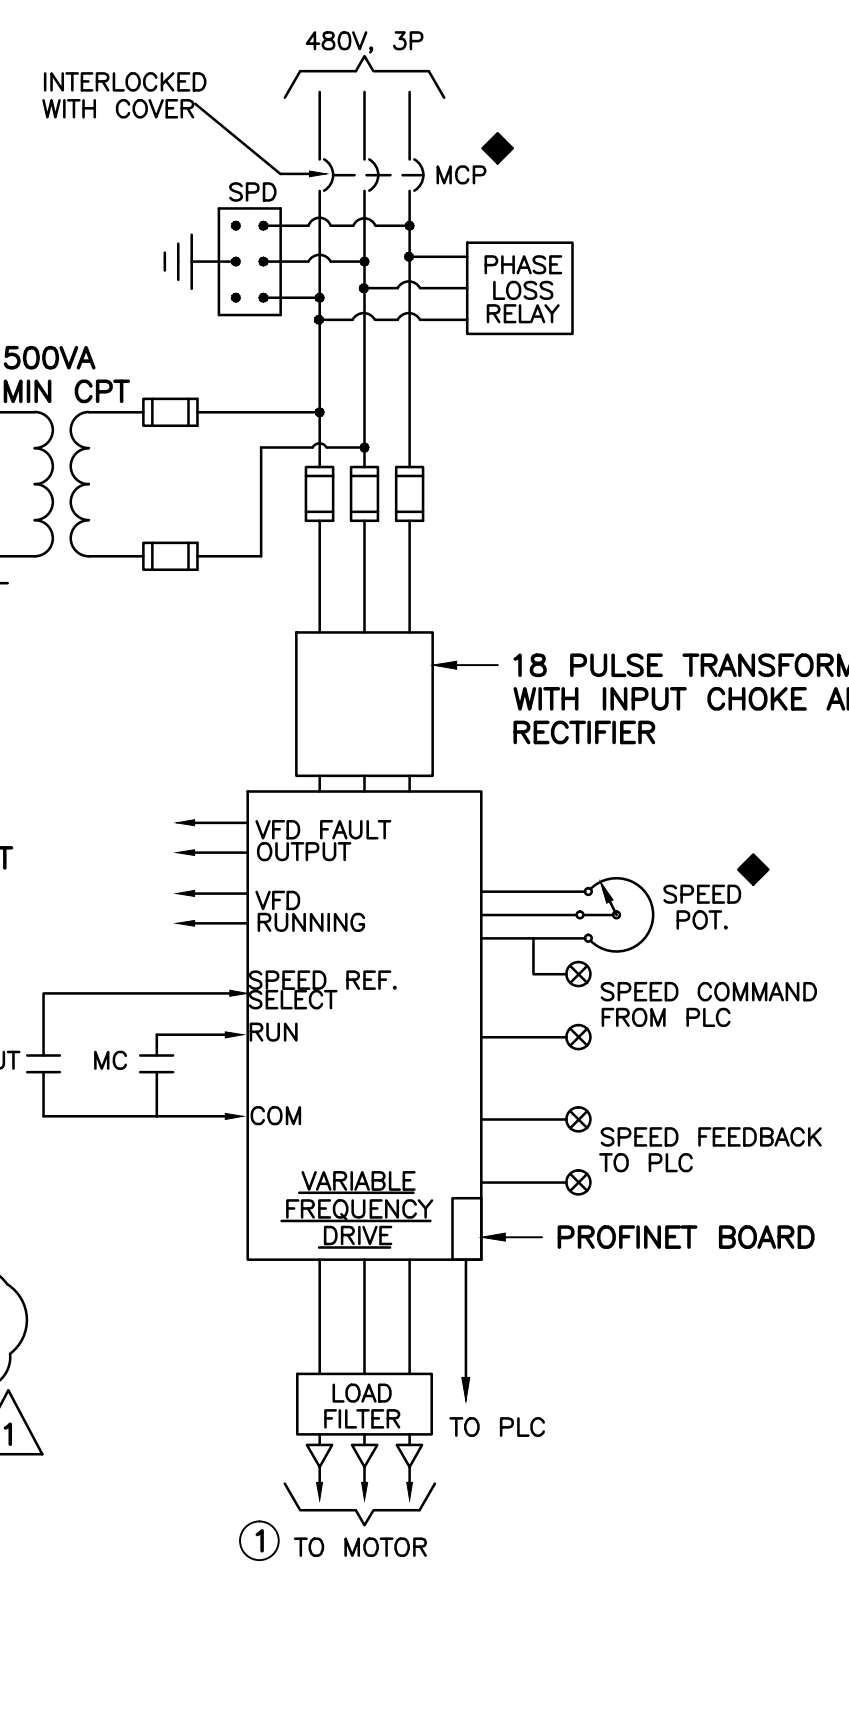 480V, 3P
INTERLOCKED
WITH COVER
MCP
SPD
PHASE
LOSS
RELAY
500VA
MIN CPT
18 PULSE TRANSFORM
WITH INPUT CHOKE A
RECTIFIER
VFD FAULT
OUTPUT
T
VFD
RUNNING
SPEED
POT.
SPEED REF.
SELECT
SPEED COMMAND
FROM PLC
RUN
UT
MC
COM
SPEED FEEDBACK
TO PLC
VARIABLE
FREQUENCY
DRIVE
PROFINET BOARD
LOAD
FILTER
TO PLC
1
1 TO MOTOR